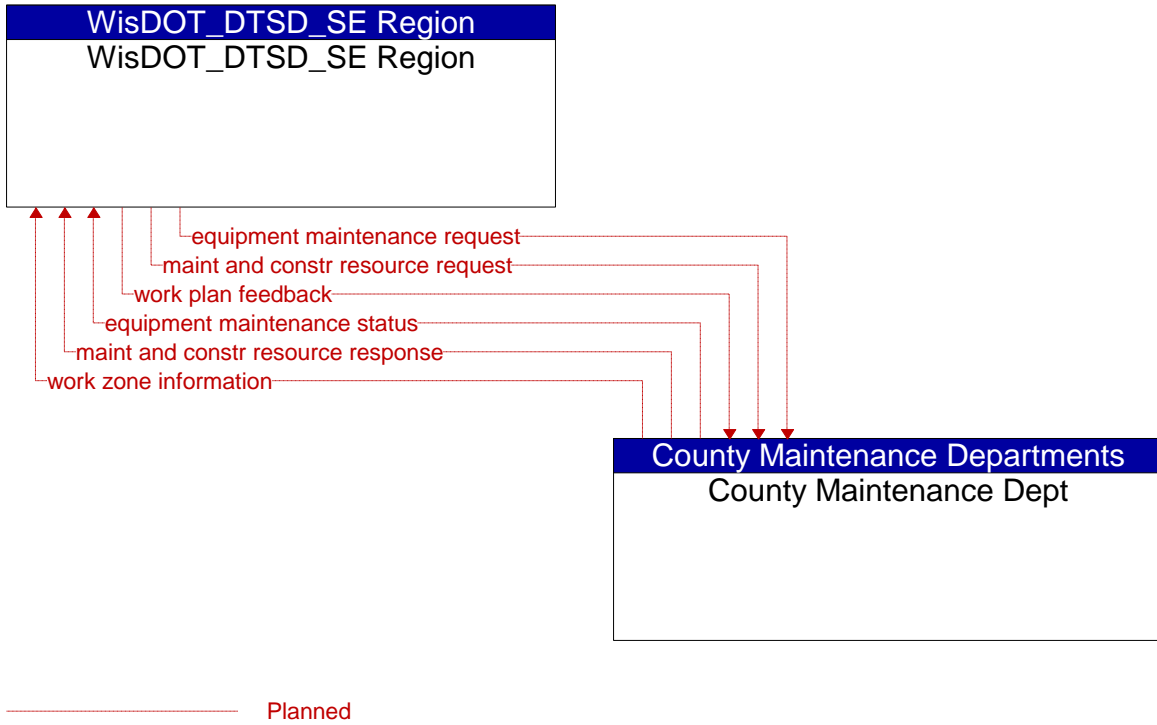 WisDOT_DTSD_SE Region
WisDOT_DTSD_SE Region
equipment maintenance request
maint and constr resource request
work plan feedback
equipment maintenance status
maint and constr resource response
work zone information
County Maintenance Departments
County Maintenance Dept
Planned